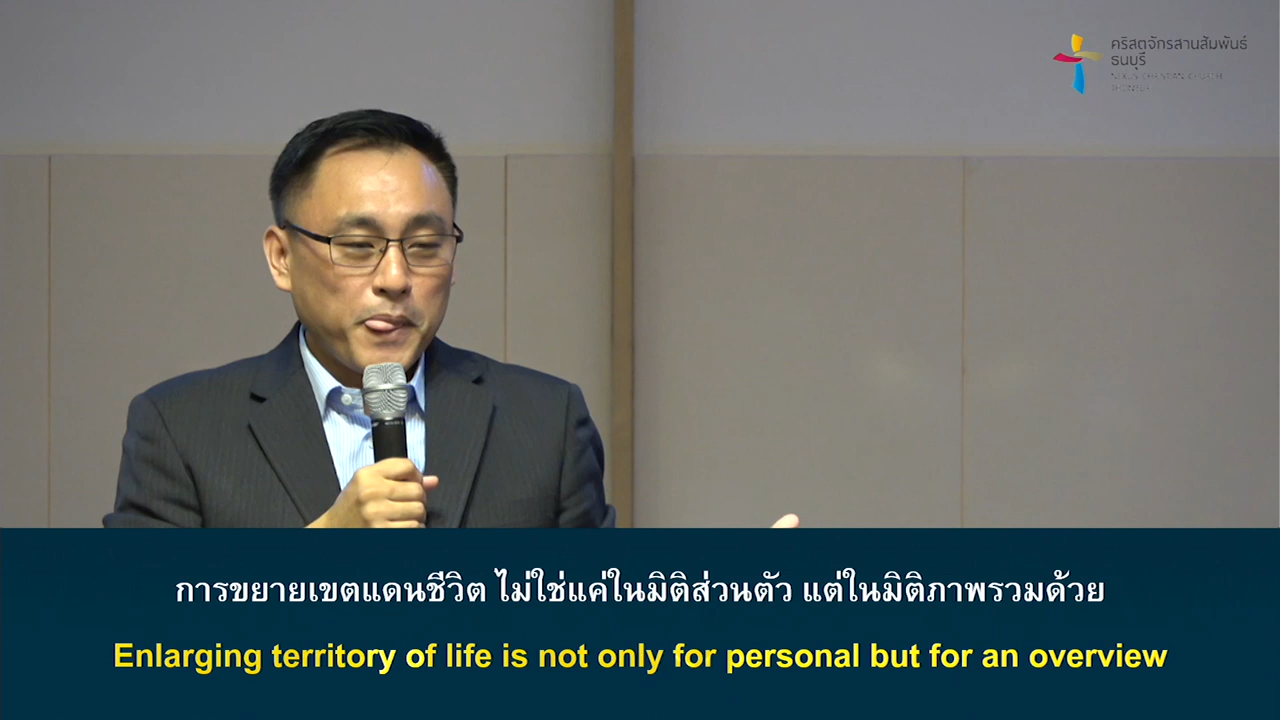 คริสตจักรสานสัมพันธ์
ธนบุรี
NEXUS CHRISTIAN CHURCH
THONBURI
การขยายเขตแดนชีวิต ไม่ใช่แค่ในมิติส่วนตัว แต่ในมิติภาพรวมด้วย
Enlarging territory of life is not only for personal but for an overview